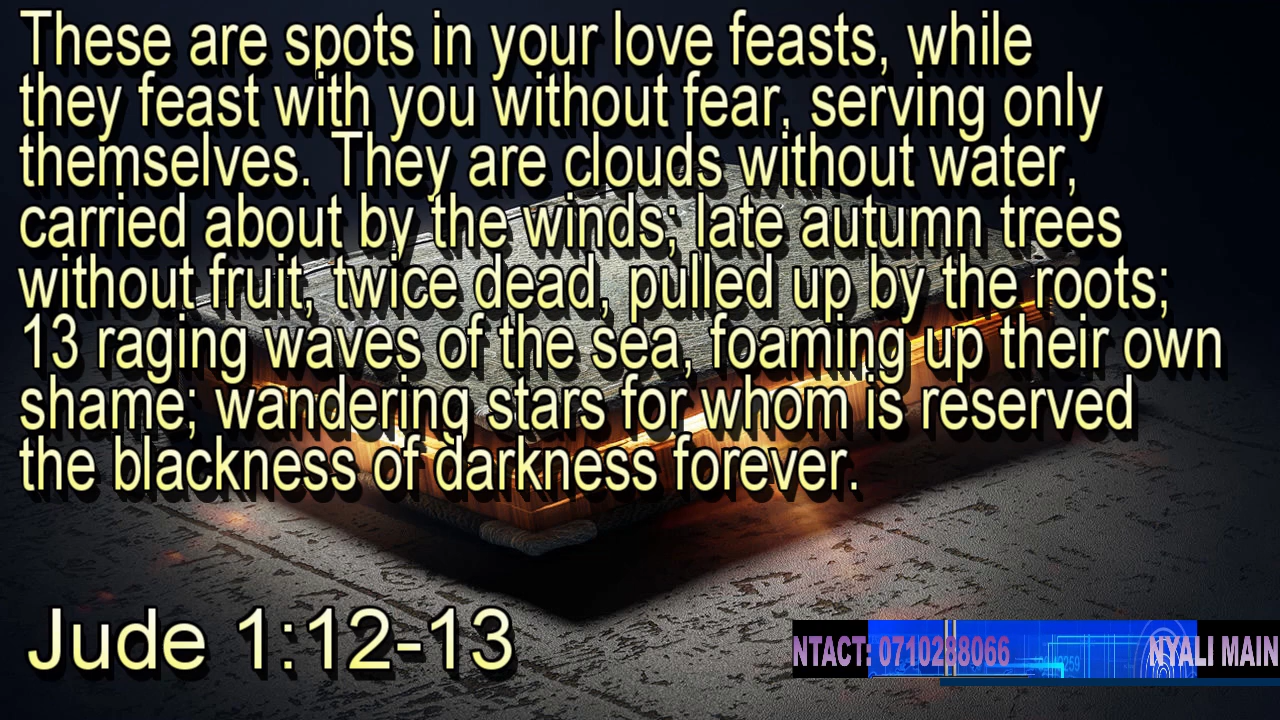 These are spots in your love feasts, while
they feast with you without fear, serving only
themselves. They are clouds without water,
carried about by the winds; late autumn trees
without fruit, twice dead, pulled up by the roots;
13 raging waves of the sea, foaming up their own
shame; wandering stars for whom is reserved
the blackness of darkness forever.
Jude 1:12-13
NTACT: 0710288066 NYALI MAIN